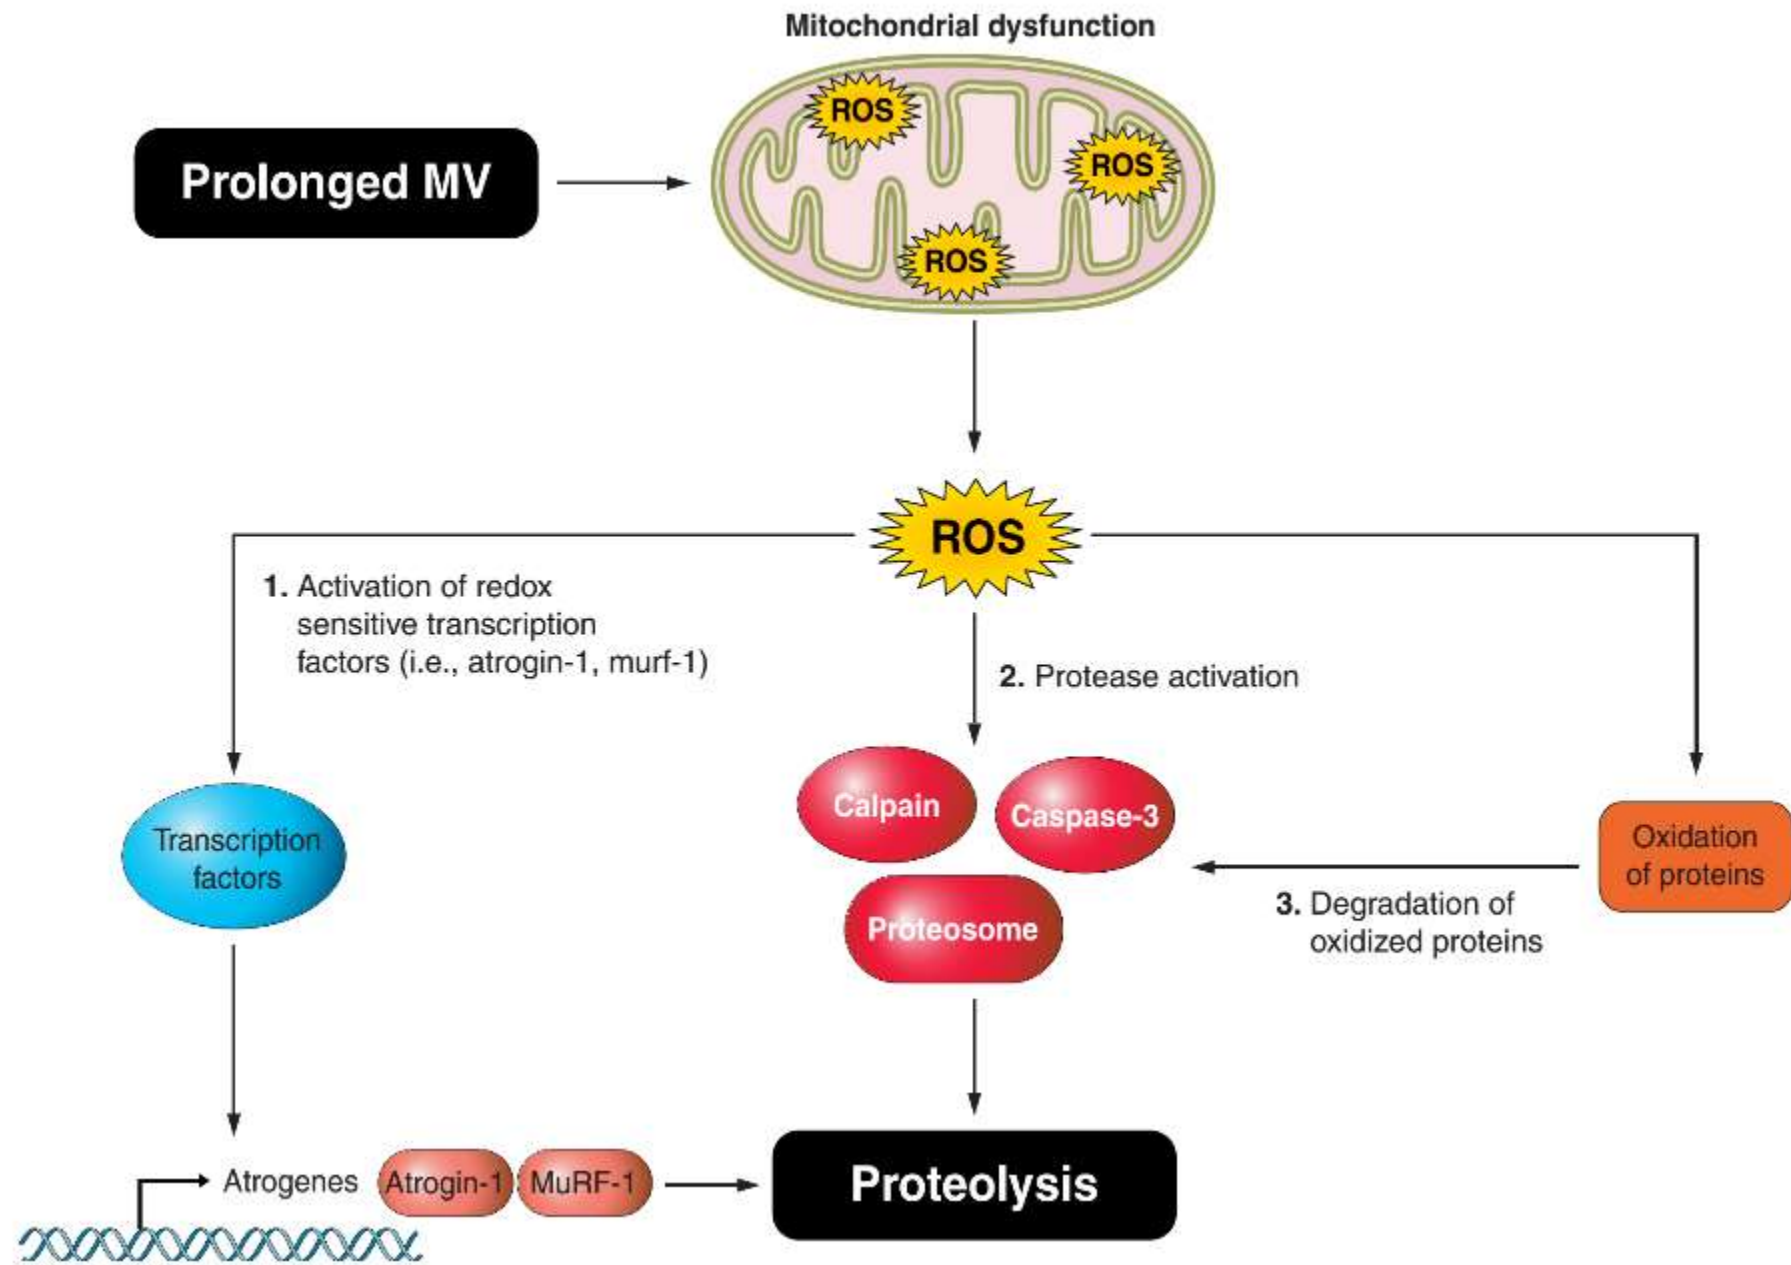 Mitochondrial dysfunction
ROS
Prolonged MV
ROS
ROS
ROS
1. Activation of redox
sensitive transcription
factors (i.e., atrogin-1, murf-1)
2. Protease activation
Calpain
Caspase-3
Transcription
factors
Oxidation
of proteins
3. Degradation of
oxidized proteins
Proteosome
Atrogenes
Atrogin-1
MuRF-1
Proteolysis